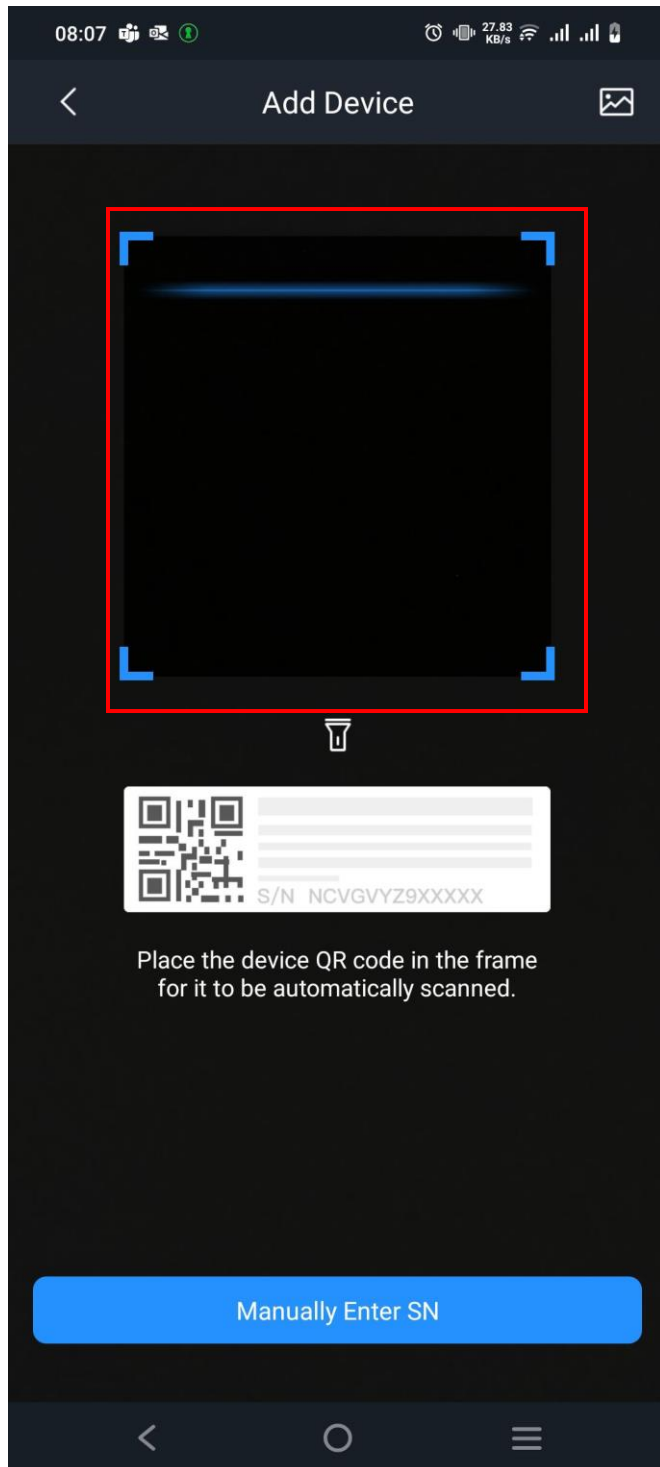 08:07
27.83
KB/s
Add Device
S/N NCVGVYZ9XXXXX
Place the device QR code in the frame
for it to be automatically scanned.
Manually Enter SN